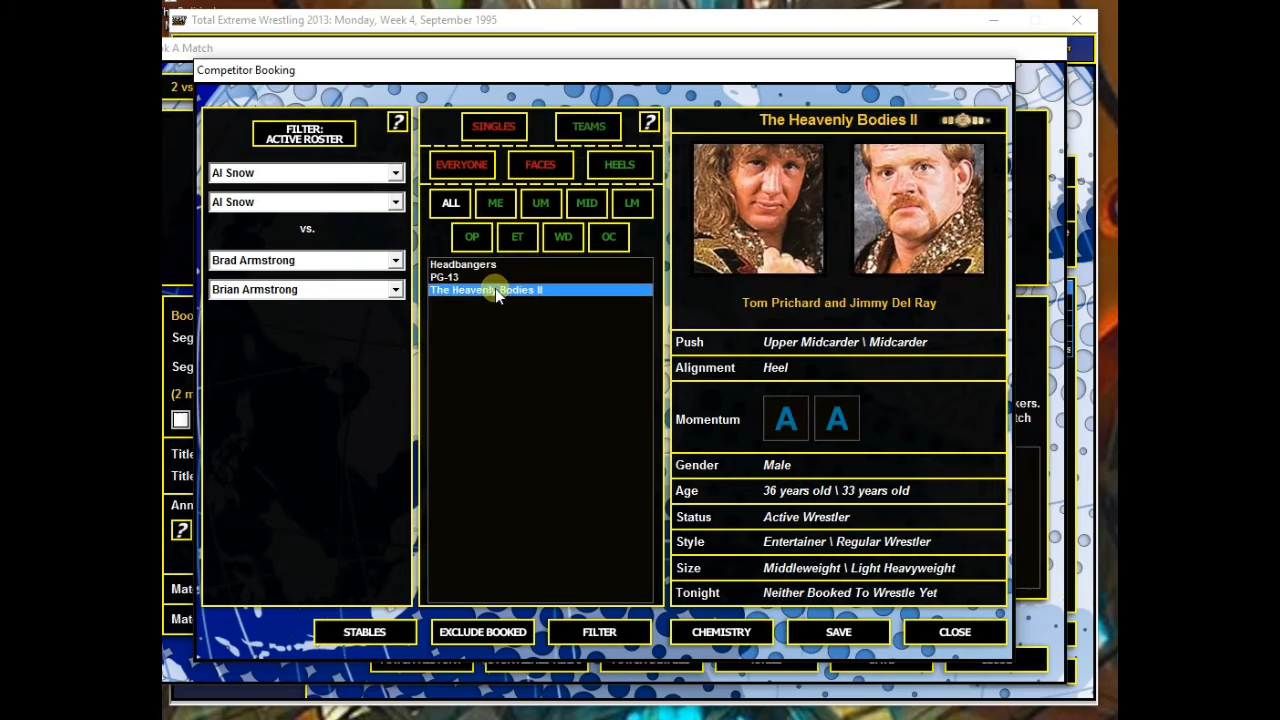 Total Extreme Wrestling 2013: Monday, Week 4, September 1995
ok A Match
Competitor Booking
2 vs
FILTER:
ACTIVE ROSTER
?
Al Snow
Al Snow
vs.
Brad Armstrong
Brian Armstrong
SINGLES
TEAMS
?
EVERYONE
FACES
HEELS
ALL
ME
UM
MID
LM
OP
ET
WD
OC
Headbangers
PG-13
The Heavenly Bodies II
The Heavenly Bodies II
Tom Prichard and Jimmy Del Ray
Push Upper Midcarder \ Midcarder
Alignment Heel
Momentum A A
Gender Male
Age 36 years old \ 33 years old
Status Active Wrestler
Style Entertainer \ Regular Wrestler
Size Middleweight \ Light Heavyweight
Tonight Neither Booked To Wrestle Yet
Boo
Seg
Seg
(2 m
Title
Title
Ann
?
Mat
Mat
kers.
tch
STABLES
EXCLUDE BOOKED
FILTER
CHEMISTRY
SAVE
CLOSE